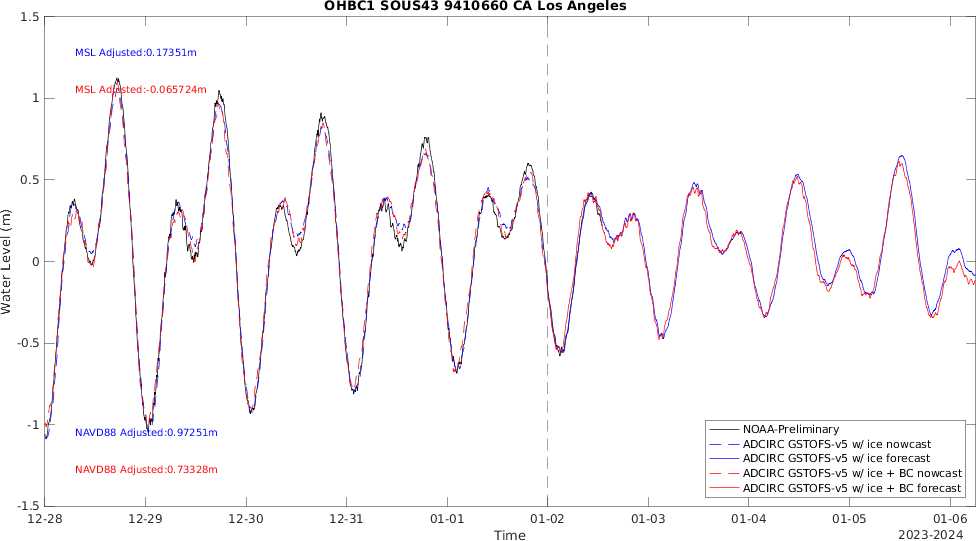 OHBC1 SOUS43 9410660 CA Los Angeles
1.5
MSL Adjusted:0.17351m
MSL Adjusted:-0.065724m
1
0.5
0
-0.5
-1
-1.5
Water Level (m)
NAVD88 Adjusted:0.97251m
NAVD88 Adjusted:0.73328m
NOAA-Preliminary
ADCIRC GSTOFS-v5 w/ ice nowcast
ADCIRC GSTOFS-v5 w/ ice forecast
ADCIRC GSTOFS-v5 w/ ice + BC nowcast
ADCIRC GSTOFS-v5 w/ ice + BC forecast
12-28 12-29 12-30 12-31 01-01 01-02 01-03 01-04 01-05 01-06
Time
2023-2024